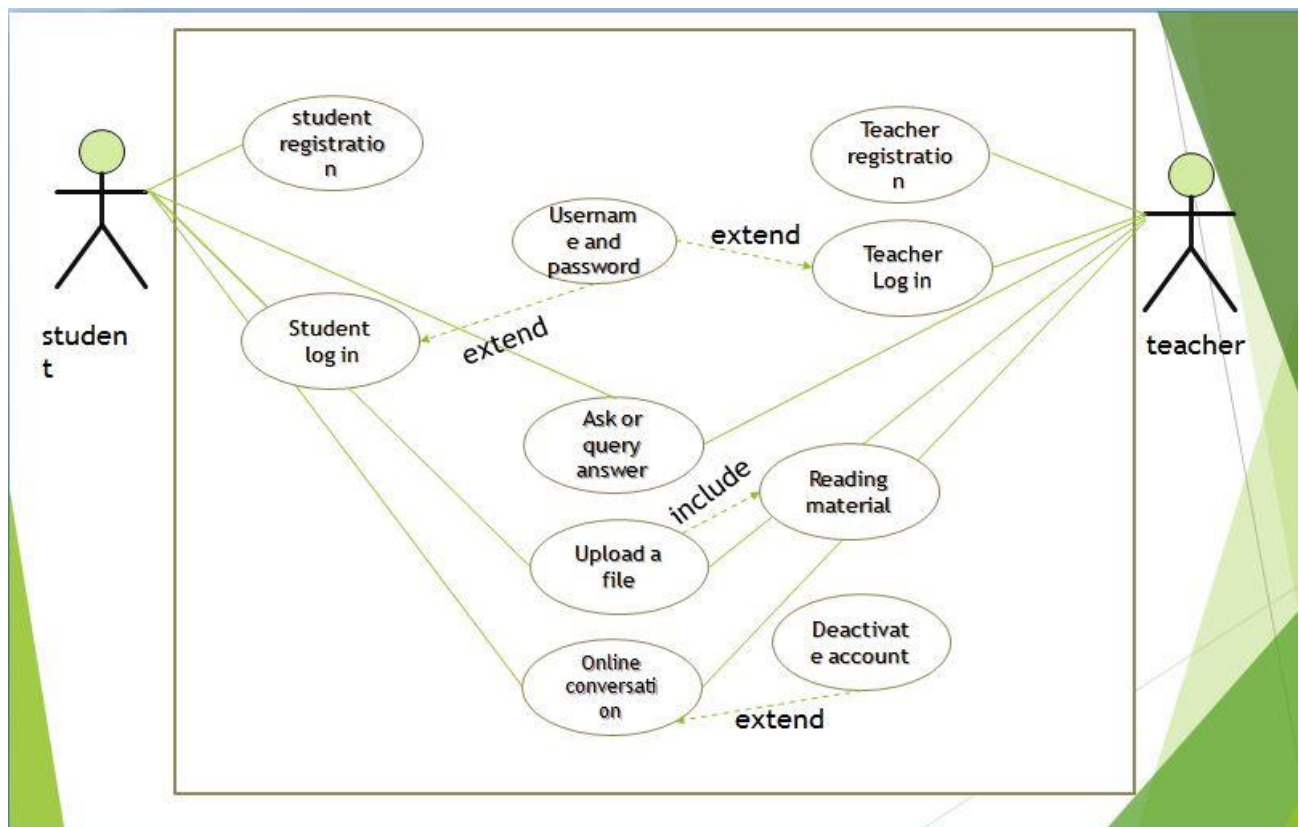 student
registratio
n
Teacher
registratio
n
Usernam
e and
password
extend
Teacher
Log in
studen
t
Student
log in
extend
teacher
Ask or
query
answer
include
Reading
material
Upload a
file
Deactivat
e account
Online
conversati
on
extend